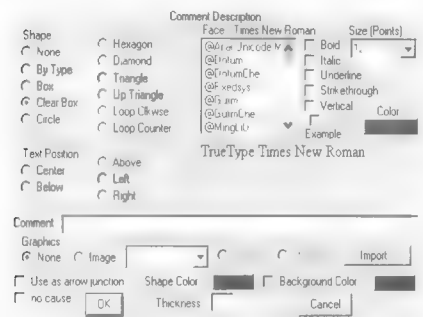 Comment Description
Shape
None
By Type
Box
Clear Box
Circle
Hexagon
Diamond
Triangle
Up Triangle
Loop Clkwse
Loop Counter
Face Times New Roman
@Arial Unicode M
@Dotum
@DotumChe
@Fixedsys
@Gulim
@GulimChe
@MingLiU
Bold
Italic
Underline
Strikethrough
Vertical
Example
Size (Points)
Color
TrueType Times New Roman
Text Position
Center
Below
Above
Left
Right
Comment
Graphics
None
Image
Import
Use as arrow junction
Shape Color
Background Color
no cause
OK
Thickness
Cancel